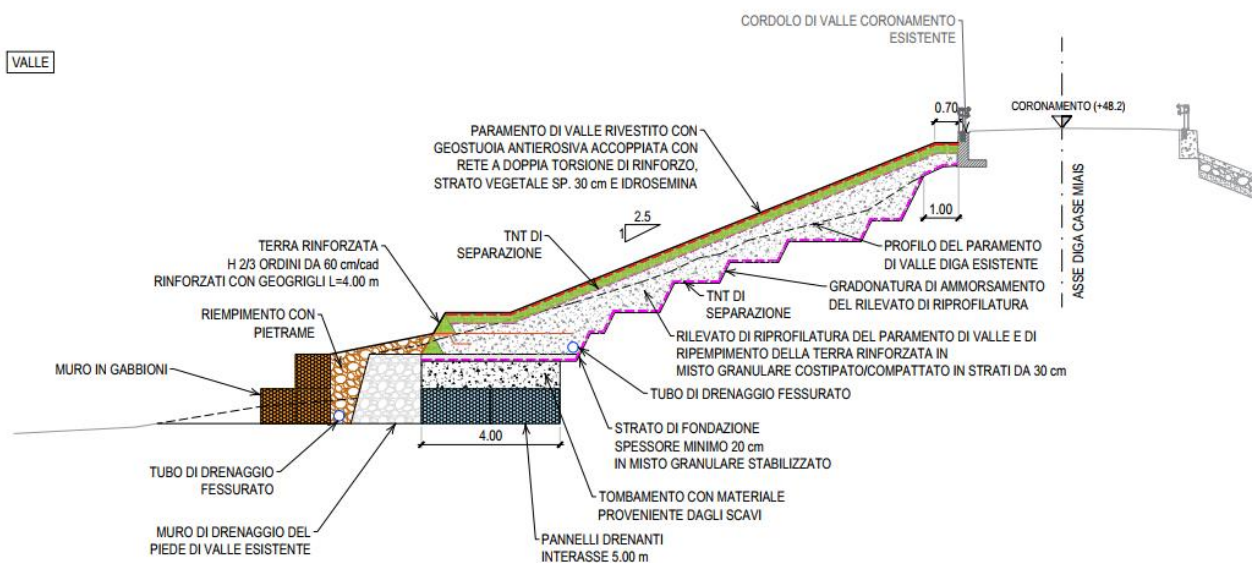 VALLE
CORDOLO DI VALLE CORONAMENTO
ESISTENTE
0.70
CORONAMENTO (+48.2)
PARAMENTO DI VALLE RIVESTITO CON
GEOSTUOIA ANTIEROSIVA ACCOPPIATA CON
RETE A DOPPIA TORSIONE DI RINFORZO,
STRATO VEGETALE SP. 30 cm E IDROSEMINA
2.5
1
1.00
ASSE DIGA CASE MIAIS
TNT DI
SEPARAZIONE
TERRA RINFORZATA
H 2/3 ORDINI DA 60 cm/cad
RINFORZATI CON GEOGRIGLI L=4.00 m
PROFILO DEL PARAMENTO
DI VALLE DIGA ESISTENTE
GRADONATURA DI AMMORSAMENTO
DEL RILEVATO DI RIPROFILATURA
TNT DI
SEPARAZIONE
RIEMPIMENTO CON
PIETRAME
RILEVATO DI RIPROFILATURA DEL PARAMENTO DI VALLE E DI
RIPEMPIMENTO DELLA TERRA RINFORZATA IN
MISTO GRANULARE COSTIPATO/COMPATTATO IN STRATI DA 30 cm
MURO IN GABBIONI
TUBO DI DRENAGGIO FESSURATO
STRATO DI FONDAZIONE
SPESSORE MINIMO 20 cm
IN MISTO GRANULARE STABILIZZATO
4.00
TUBO DI DRENAGGIO
FESSURATO
TOMBAMENTO CON MATERIALE
PROVENIENTE DAGLI SCAVI
MURO DI DRENAGGIO DEL
PIEDE DI VALLE ESISTENTE
PANNELLI DRENANTI
INTERASSE 5.00 m